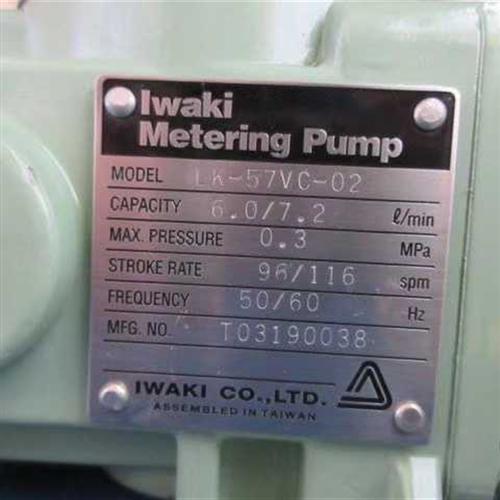 Iwaki
Metering Pump
MODEL LK-57VC-02
CAPACITY 6.0/7.2 ℓ/min
MAX. PRESSURE 0.3 MPa
STROKE RATE 96/116 spm
FREQUENCY 50/60 Hz
MFG. NO. T03190038
IWAKI CO.,LTD.
ASSEMBLED IN TAIWAN